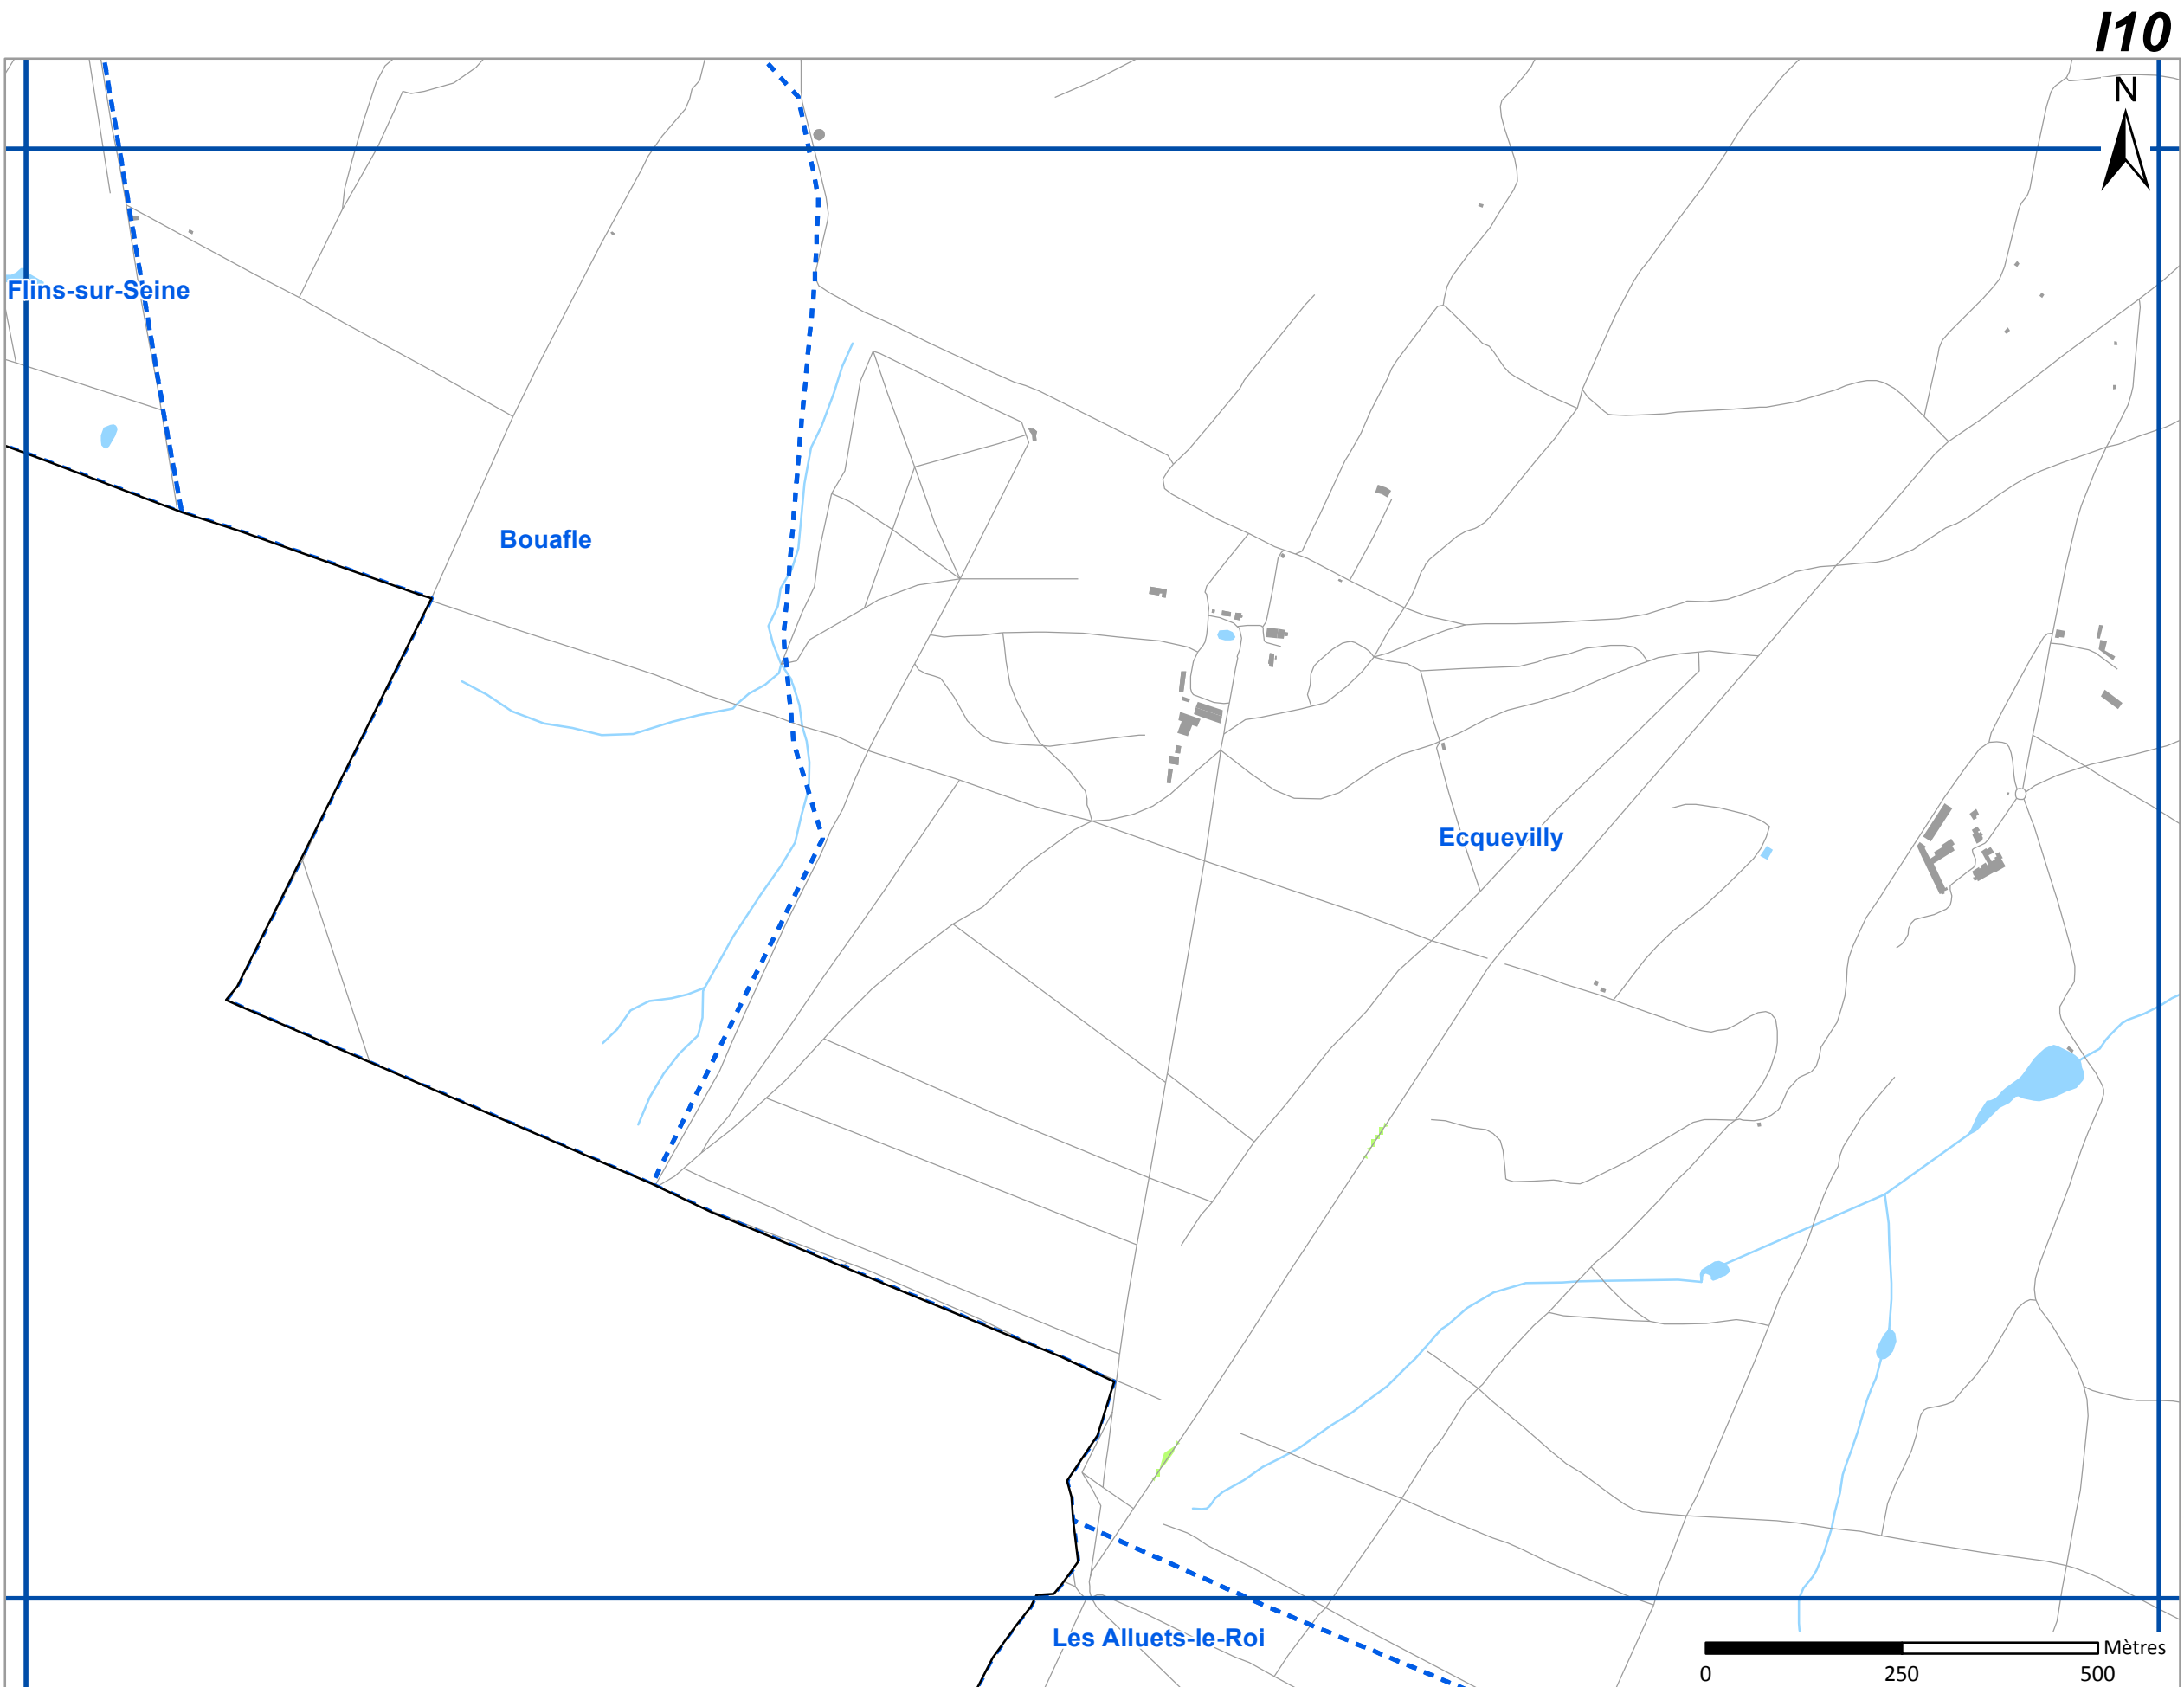 I10
N
Flins-sur-Seine
Bouafle
Ecquevilly
Les Alluets-le-Roi
Mètres
0 250 500